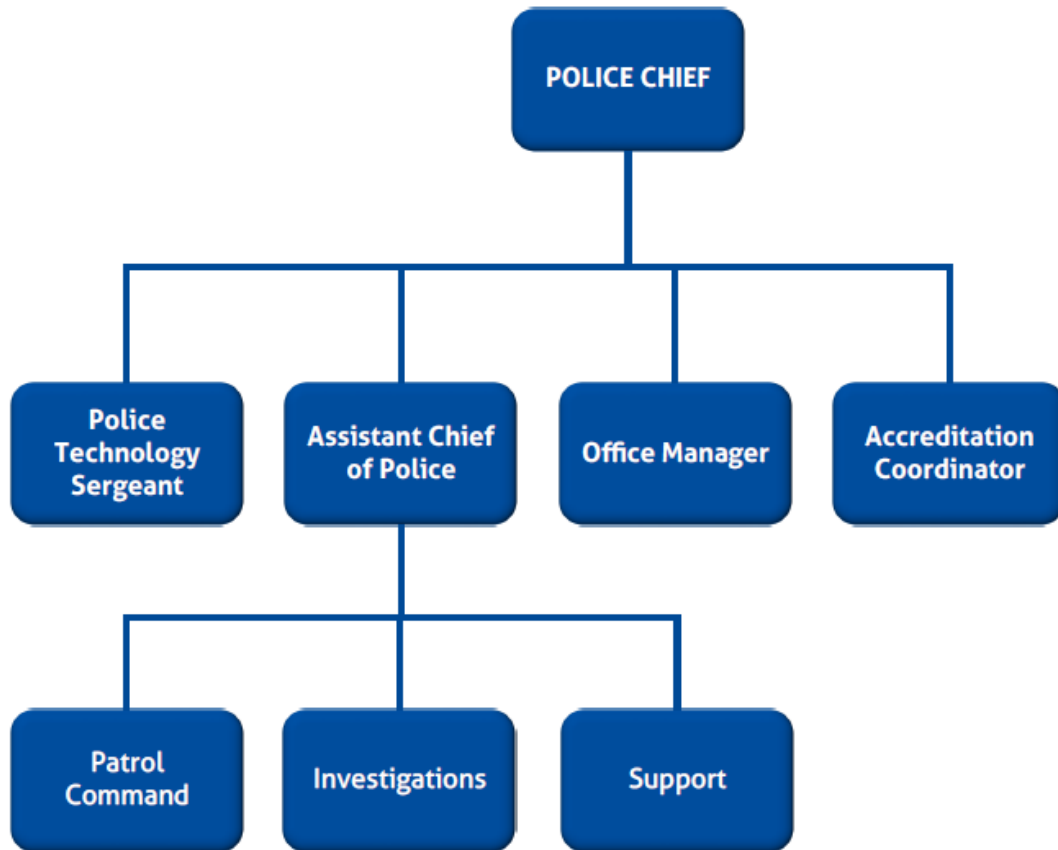 POLICE CHIEF
Police
Technology
Sergeant
Assistant Chief
of Police
Office Manager
Accreditation
Coordinator
Patrol
Command
Investigations
Support